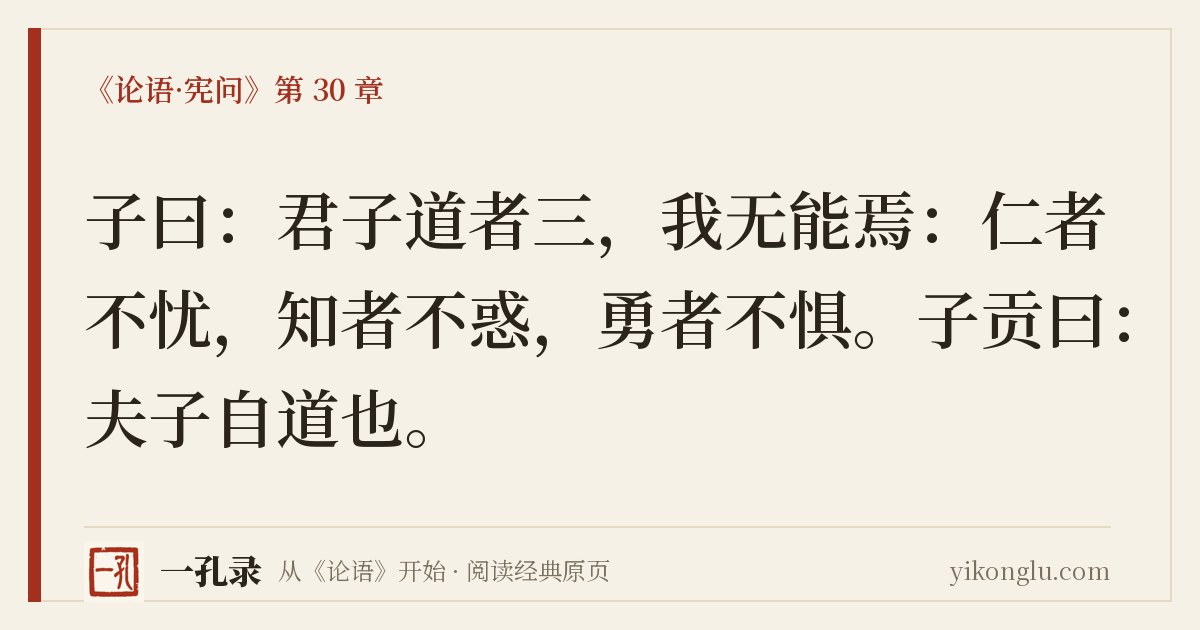 《论语·宪问》第 30 章
子曰：君子道者三，我无能焉：仁者
不忧，知者不惑，勇者不惧。子贡曰：
夫子自道也。
一孔
一孔录 从《论语》开始 · 阅读经典原页
yikonglu.com